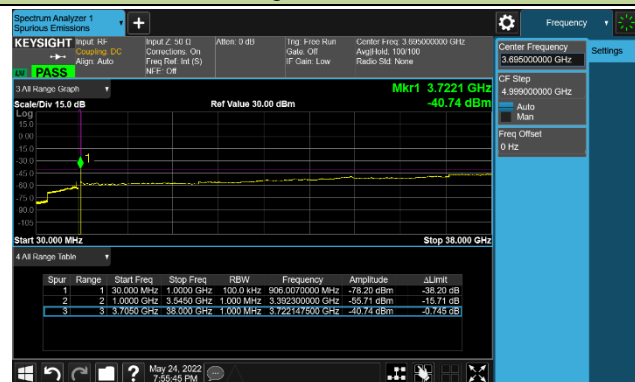 Spectrum Analyzer 1
Spurious Emissions
Frequency
KEYSIGHT
Input: RF
Coupling: DC
Align: Auto
Input Z: 50 Ω
Corrections: On
Freq Ref: Int (S)
NFE: Off
Atten: 0 dB
Trig: Free Run
Gate: Off
IF Gain: Low
Center Freq: 3.695000000 GHz
Avg|Hold: 100/100
Radio Std: None
PASS
Center Frequency
3.695000000 GHz
Settings
CF Step
4.999000000 GHz
Auto
Man
Freq Offset
0 Hz
3 All Range Graph
Mkr1 3.7221 GHz
-40.74 dBm
Scale/Div 15.0 dB
Ref Value 30.00 dBm
Log
15.0
0.00
-15.0
-30.0
-45.0
-60.0
-75.0
-90.0
-105
1
Start 30.000 MHz
Stop 38.000 GHz
4 All Range Table
Spur Range Start Freq Stop Freq RBW Frequency Amplitude ΔLimit
1 1 30.000 MHz 1.0000 GHz 100.0 kHz 906.0070000 MHz -78.20 dBm -38.20 dB
2 2 1.0000 GHz 3.5450 GHz 1.000 MHz 3.392300000 GHz -55.71 dBm -15.71 dB
3 3 3.7050 GHz 38.000 GHz 1.000 MHz 3.722147500 GHz -40.74 dBm -0.745 dB
May 24, 2022
7:55:45 PM